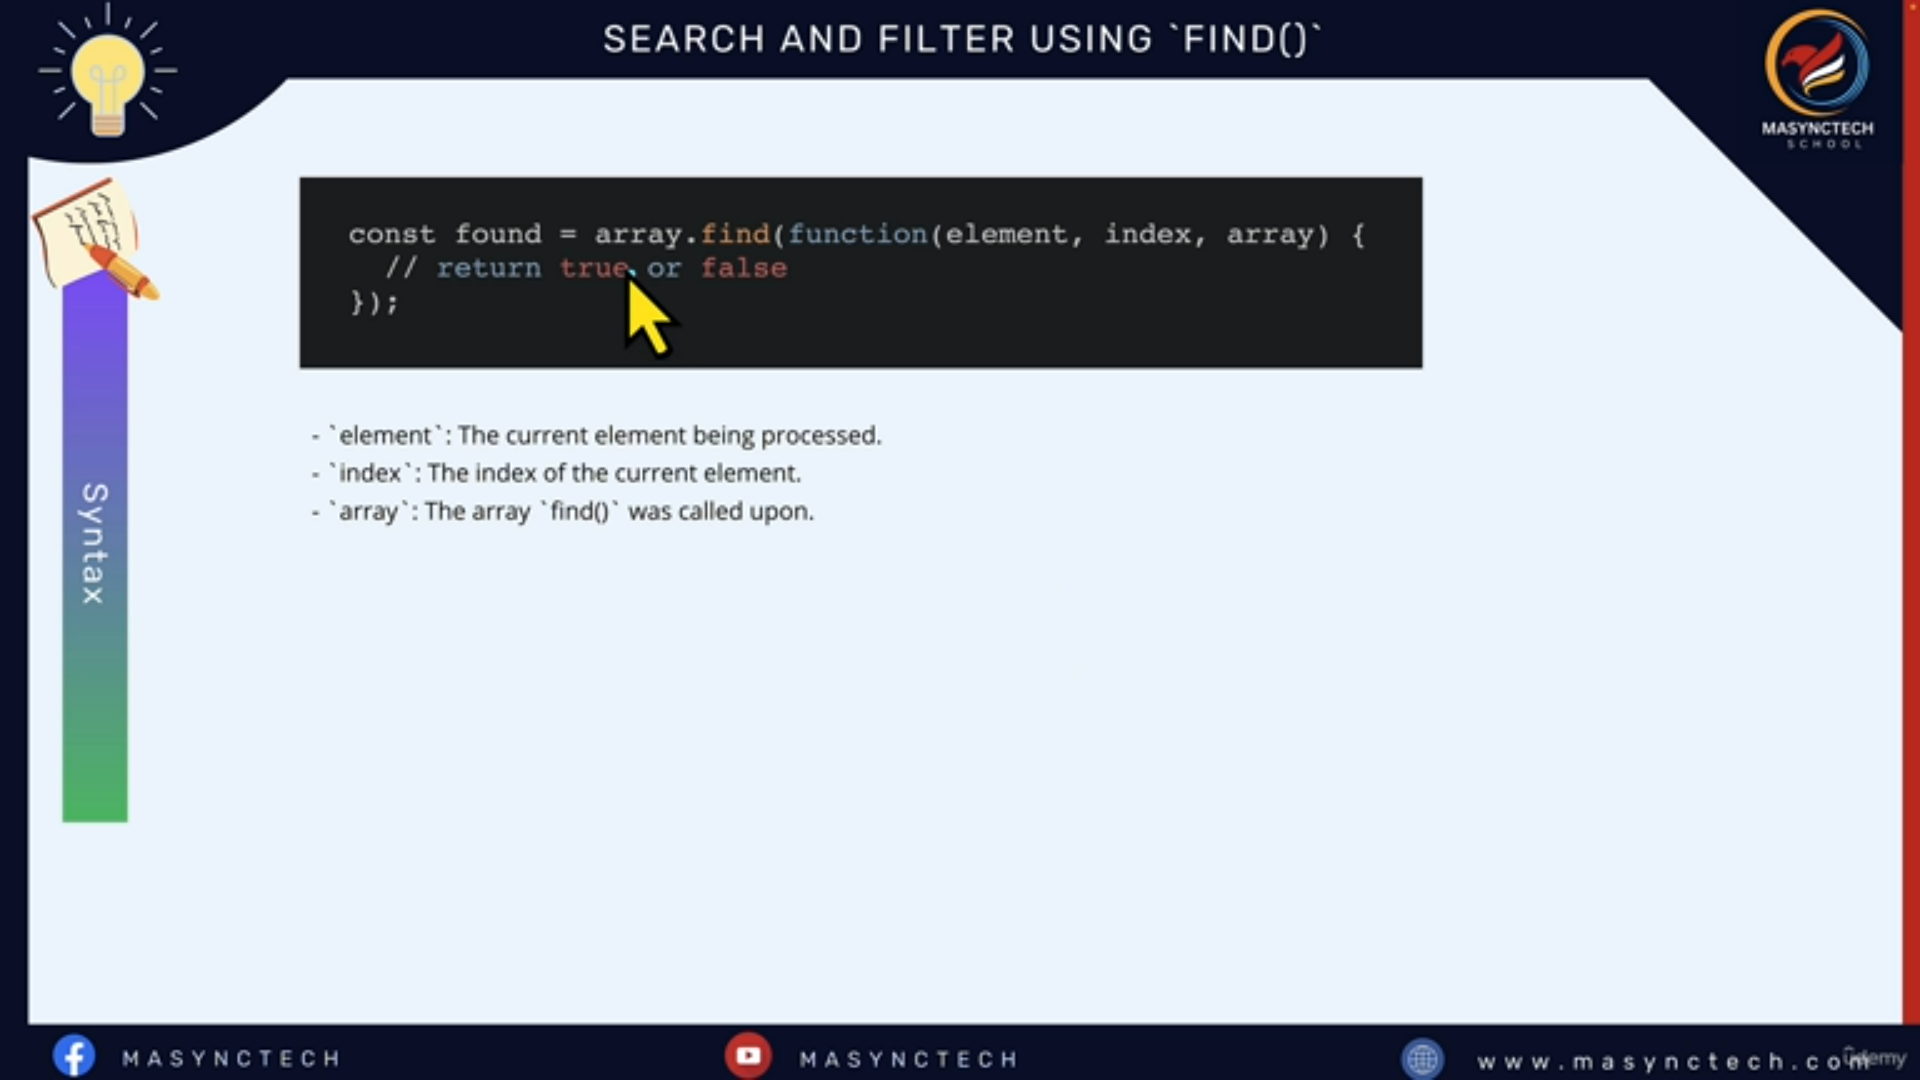 SEARCH AND FILTER USING `FIND()`
MASYNCTECH
SCHOOL
const found = array.find(function(element, index, array) {
// return true or false
});
- `element`: The current element being processed.
- `index`: The index of the current element.
- `array`: The array `find()` was called upon.
Syntax
MASYNCTECH
MASYNCTECH
www.masynctech.com
ûdemy